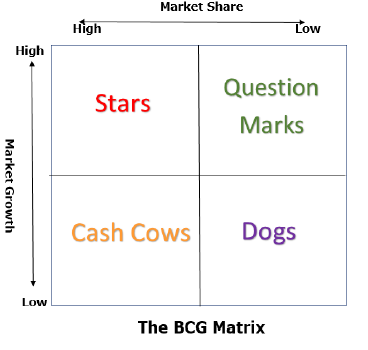 Market Share
High Low
High
Stars
Question
Marks
Market Growth
Cash Cows
Dogs
Low
The BCG Matrix